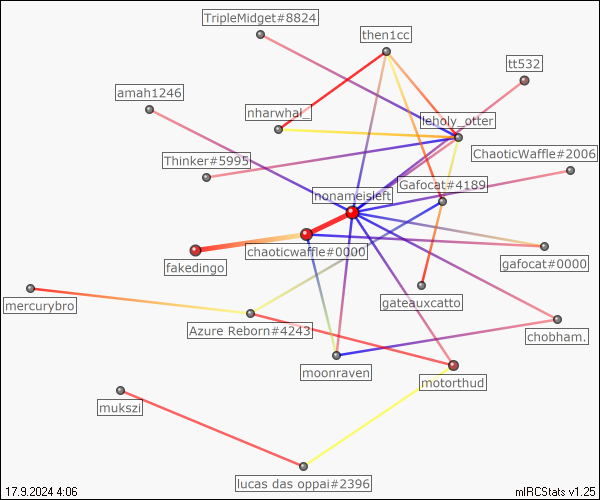 TripleMidget#8824
then1cc
tt532
amah1246
nharwhal_
leholy_otter
Thinker#5995
ChaoticWaffle#2006
nonameisleft
Gafocat#4189
chaoticwaffle#0000
fakedingo
gafocat#0000
mercurybro
gateauxcatto
Azure Reborn#4243
chobham.
moonraven
motorthud
mukszi
lucas das oppai#2396
17.9.2024 4:06
mIRCStats v1.25